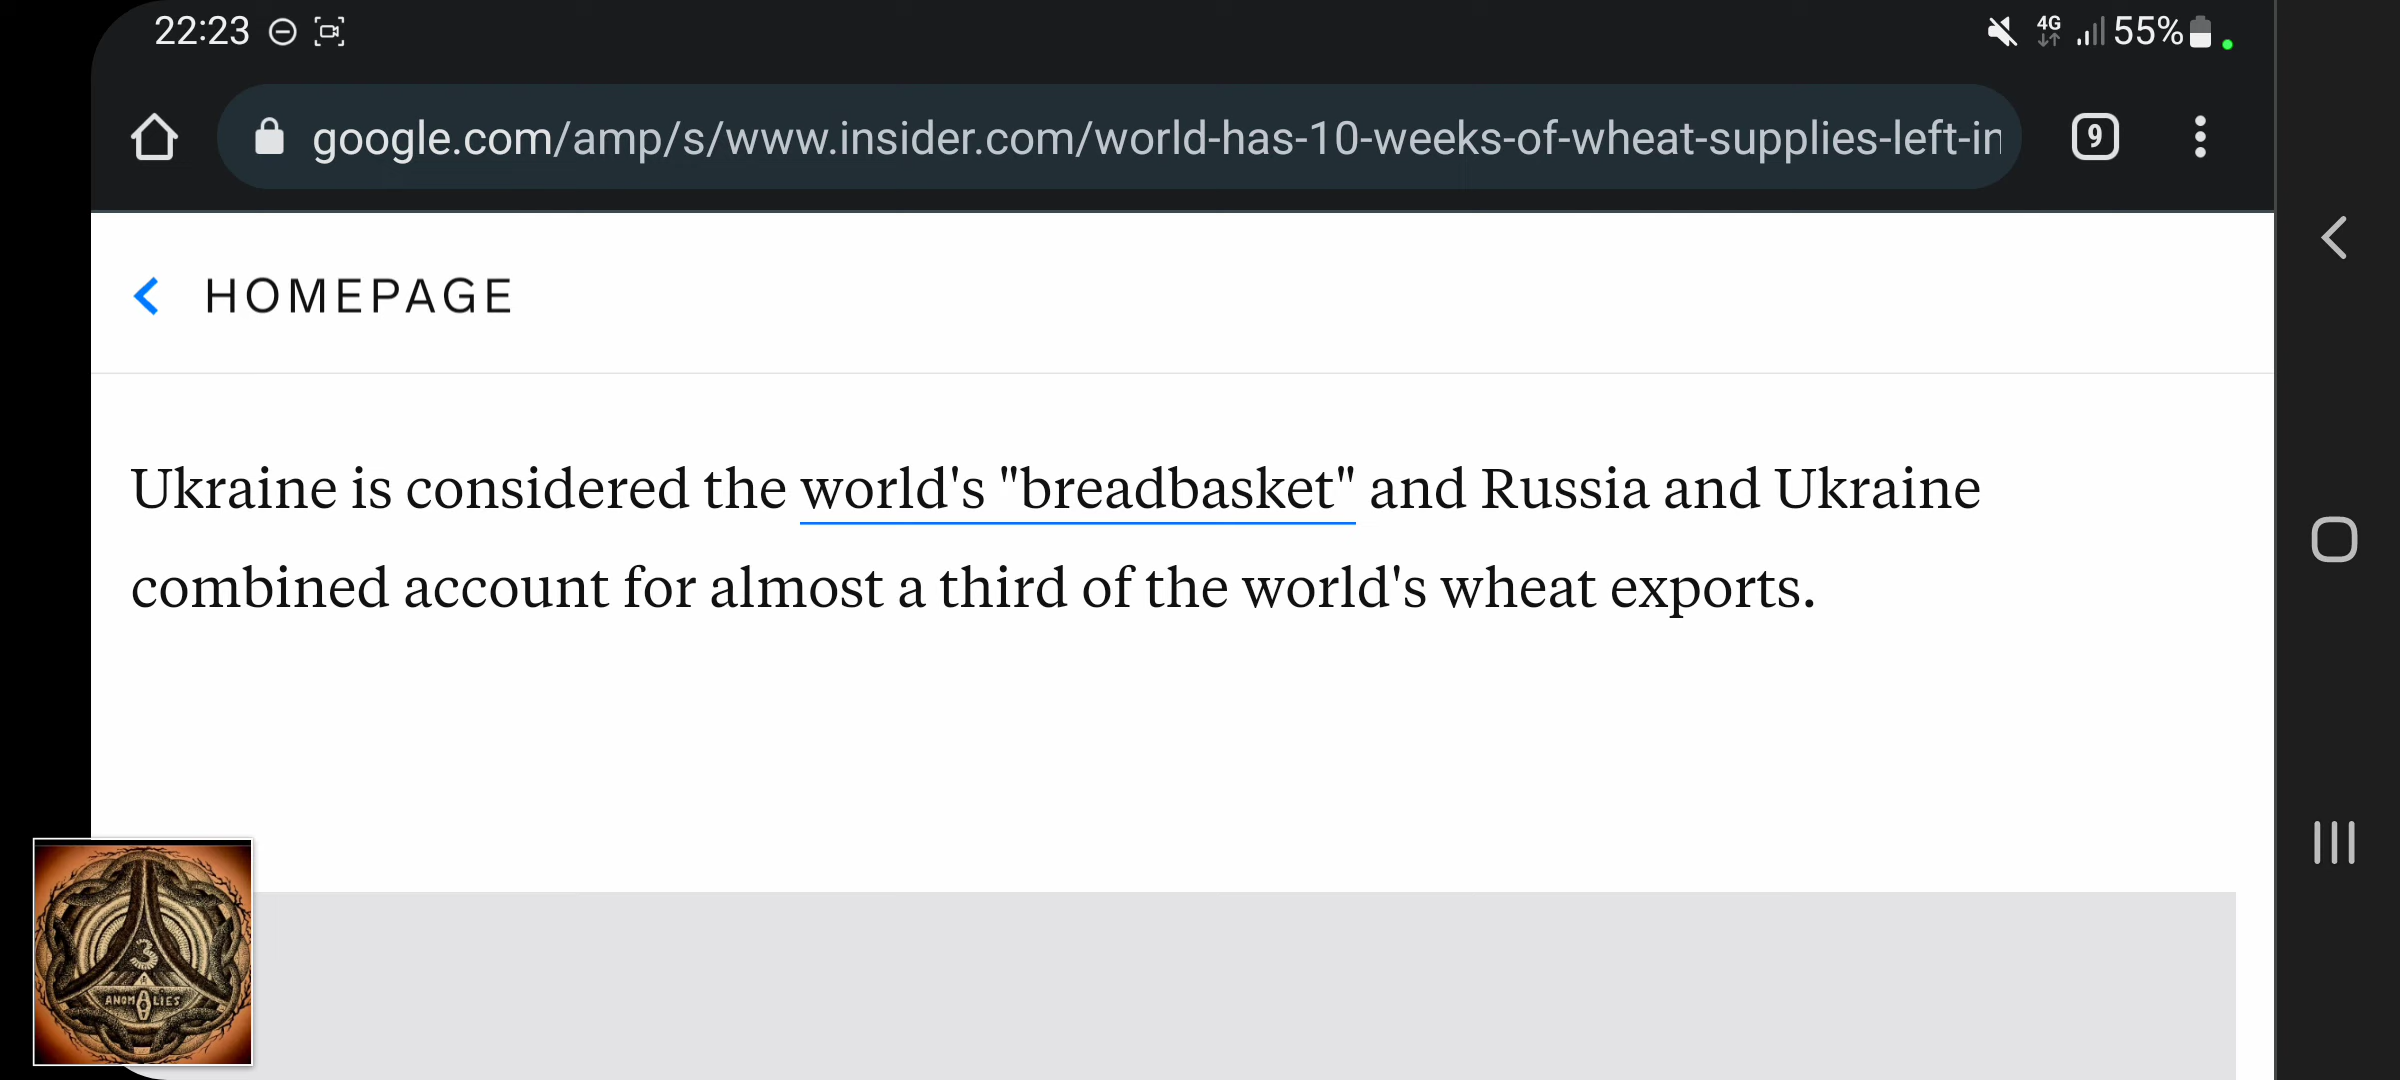 22:23
4G
55%
google.com/amp/s/www.insider.com/world-has-10-weeks-of-wheat-supplies-left-in
9
HOMEPAGE
Ukraine is considered the world's "breadbasket" and Russia and Ukraine
combined account for almost a third of the world's wheat exports.
3
ANOMALIES